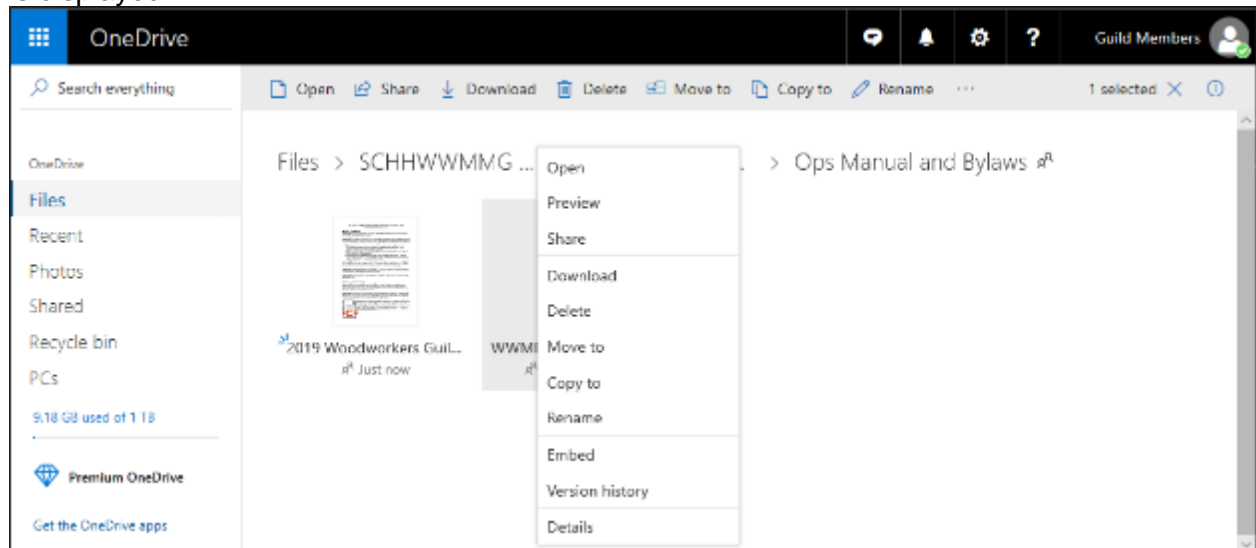 OneDrive
Guild Members
Search everything
Open Share Download Delete Move to Copy to Rename ... 1 selected
OneDrive
Files > SCHHWWMMG ... > Ops Manual and Bylaws
Files
Recent
Photos
Shared
Recycle bin
PCs
9.18 GB used of 1 TB
Premium OneDrive
Get the OneDrive apps
2019 Woodworkers Guil...
Just now
Open
Preview
Share
Download
Delete
Move to
Copy to
Rename
Embed
Version history
Details